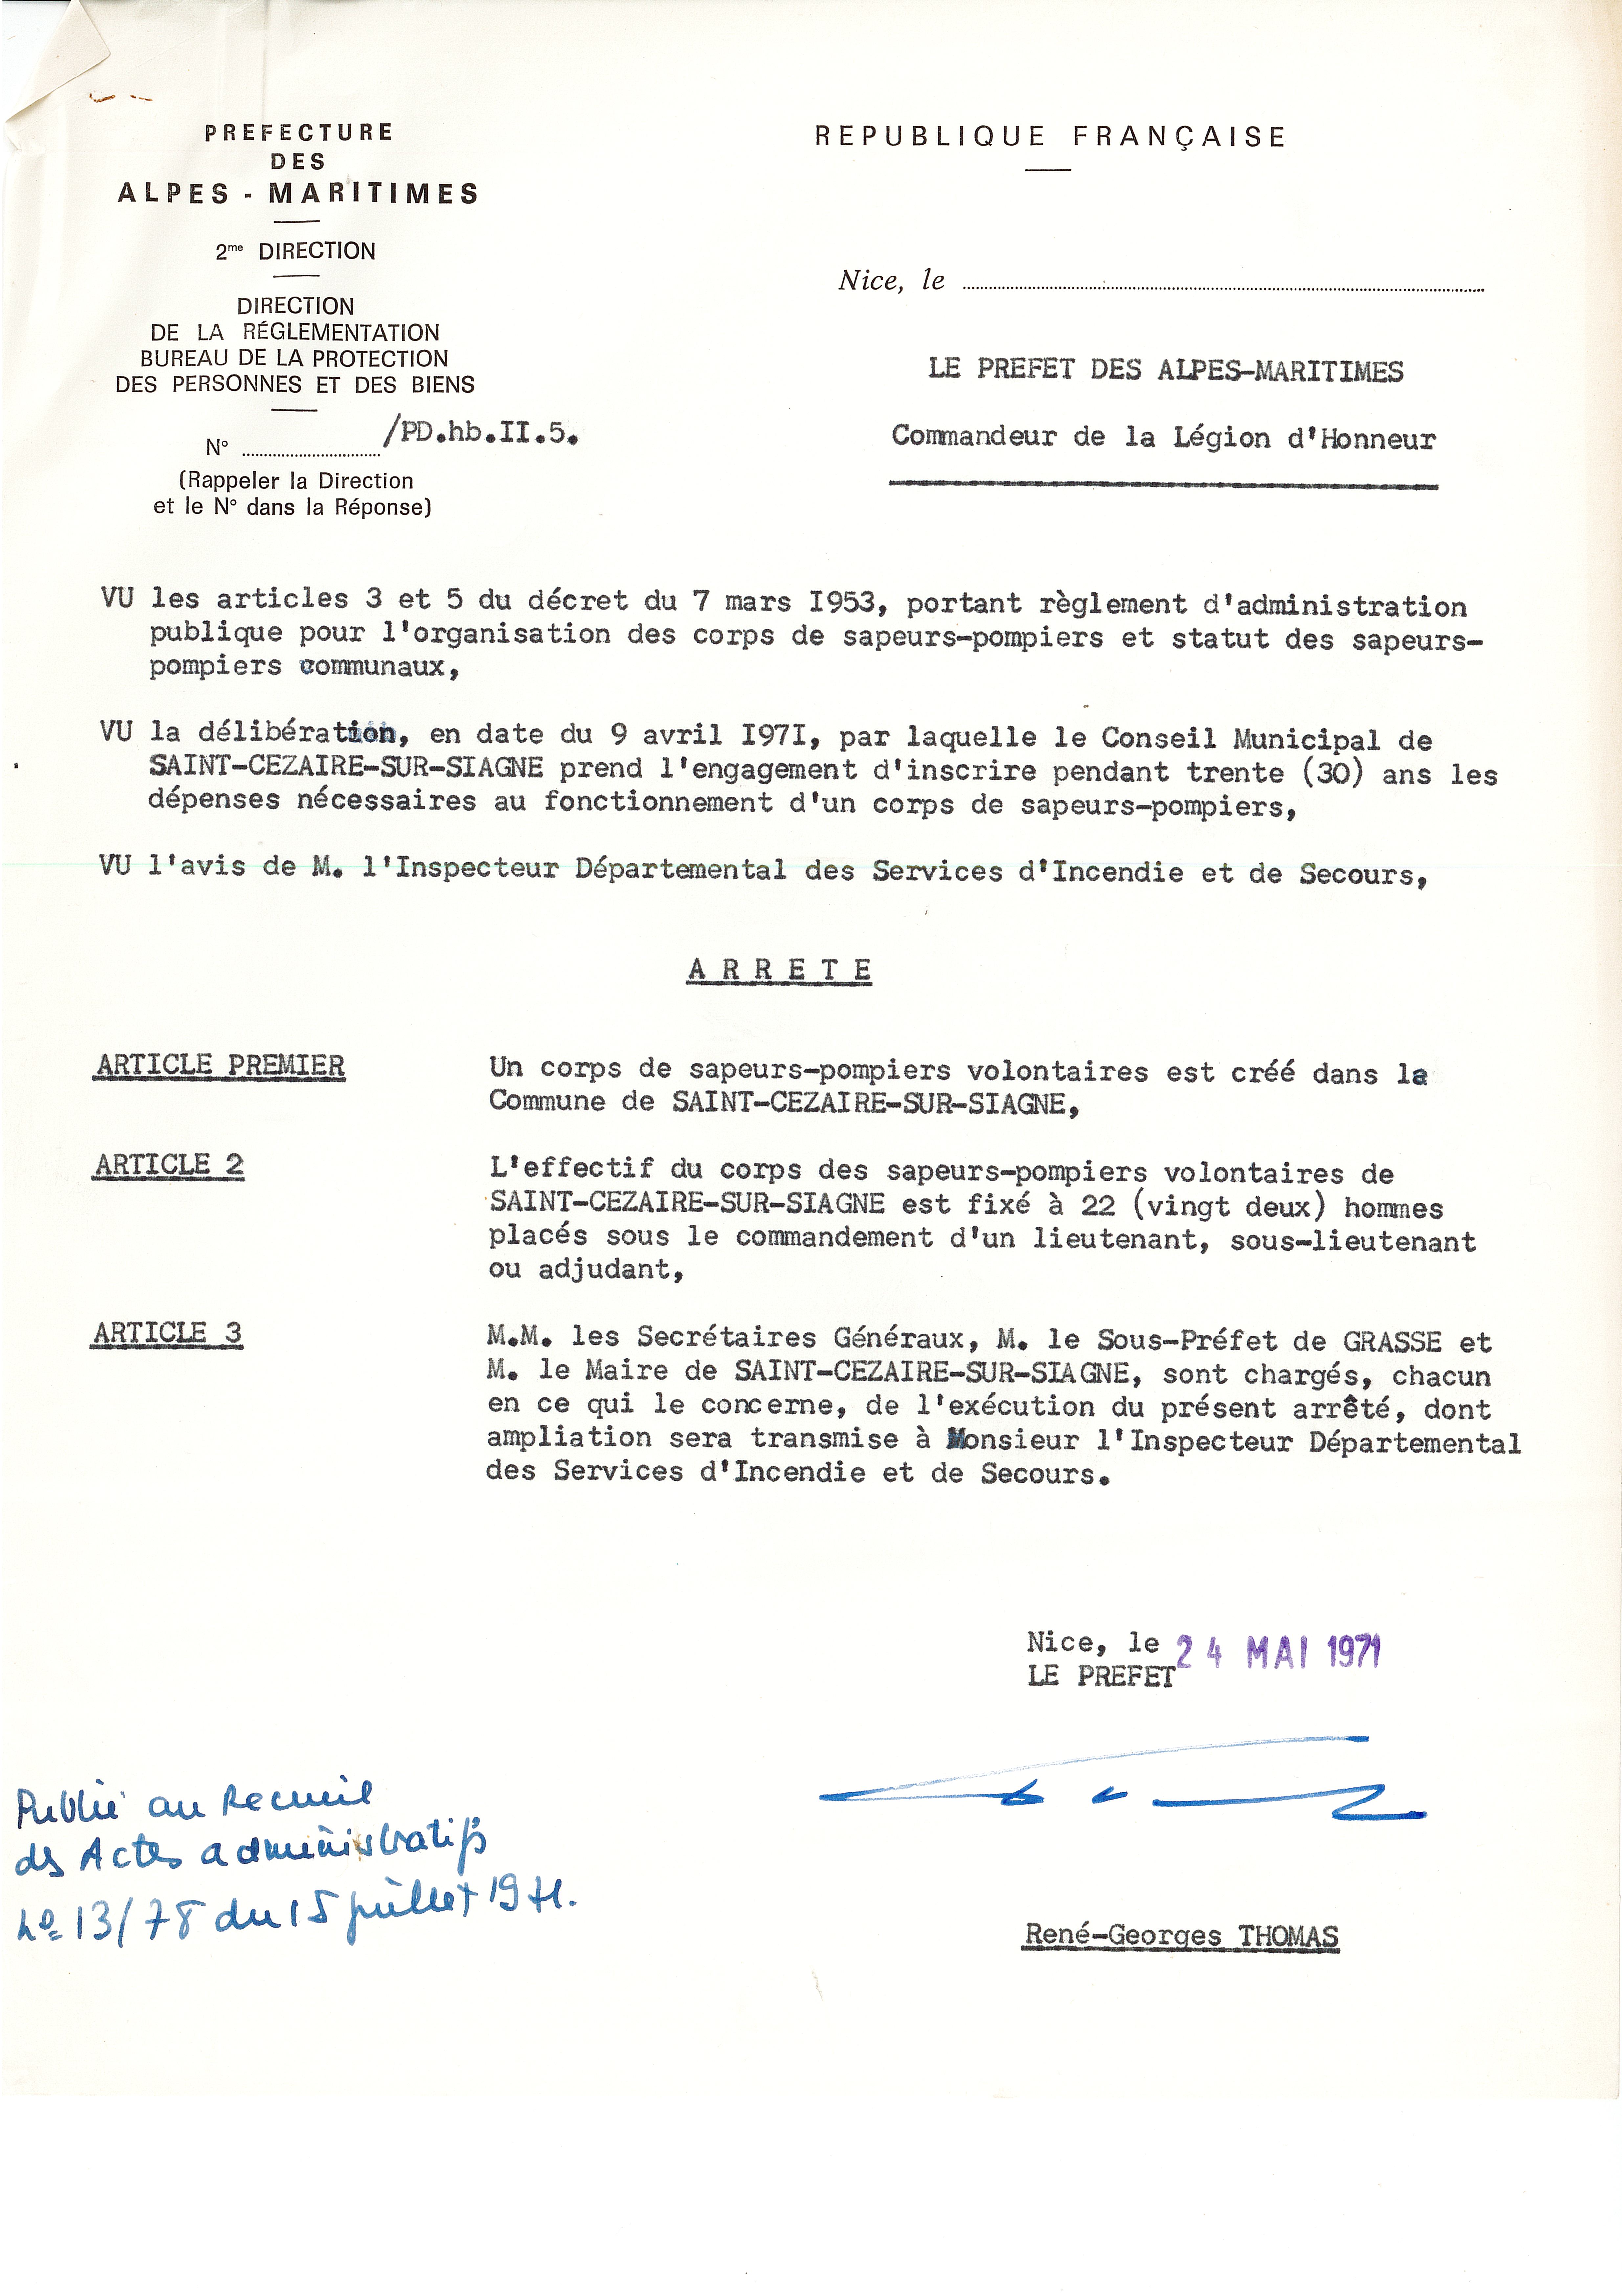 PREFECTURE
DES
ALPES - MARITIMES
2me DIRECTION
DIRECTION
DE LA RÉGLEMENTATION
BUREAU DE LA PROTECTION
DES PERSONNES ET DES BIENS
N° ............ /PD.hb.II.5.
(Rappeler la Direction
et le N° dans la Réponse)
REPUBLIQUE FRANÇAISE
Nice, le ............
LE PREFET DES ALPES-MARITIMES
Commandeur de la Légion d'Honneur
VU les articles 3 et 5 du décret du 7 mars I953, portant règlement d'administration
publique pour l'organisation des corps de sapeurs-pompiers et statut des sapeurs-
pompiers communaux,
VU la délibération, en date du 9 avril I97I, par laquelle le Conseil Municipal de
SAINT-CEZAIRE-SUR-SIAGNE prend l'engagement d'inscrire pendant trente (30) ans les
dépenses nécessaires au fonctionnement d'un corps de sapeurs-pompiers,
VU l'avis de M. l'Inspecteur Départemental des Services d'Incendie et de Secours,
A R R E T E
ARTICLE PREMIER Un corps de sapeurs-pompiers volontaires est créé dans la
Commune de SAINT-CEZAIRE-SUR-SIAGNE,
ARTICLE 2 L'effectif du corps des sapeurs-pompiers volontaires de
SAINT-CEZAIRE-SUR-SIAGNE est fixé à 22 (vingt deux) hommes
placés sous le commandement d'un lieutenant, sous-lieutenant
ou adjudant,
ARTICLE 3 M.M. les Secrétaires Généraux, M. le Sous-Préfet de GRASSE et
M. le Maire de SAINT-CEZAIRE-SUR-SIAGNE, sont chargés, chacun
en ce qui le concerne, de l'exécution du présent arrêté, dont
ampliation sera transmise à Monsieur l'Inspecteur Départemental
des Services d'Incendie et de Secours.
Nice, le 24 MAI 1971
LE PREFET
Publié au Recueil
des Actes administratifs
No 13/78 du 15 juillet 1971.
René-Georges THOMAS